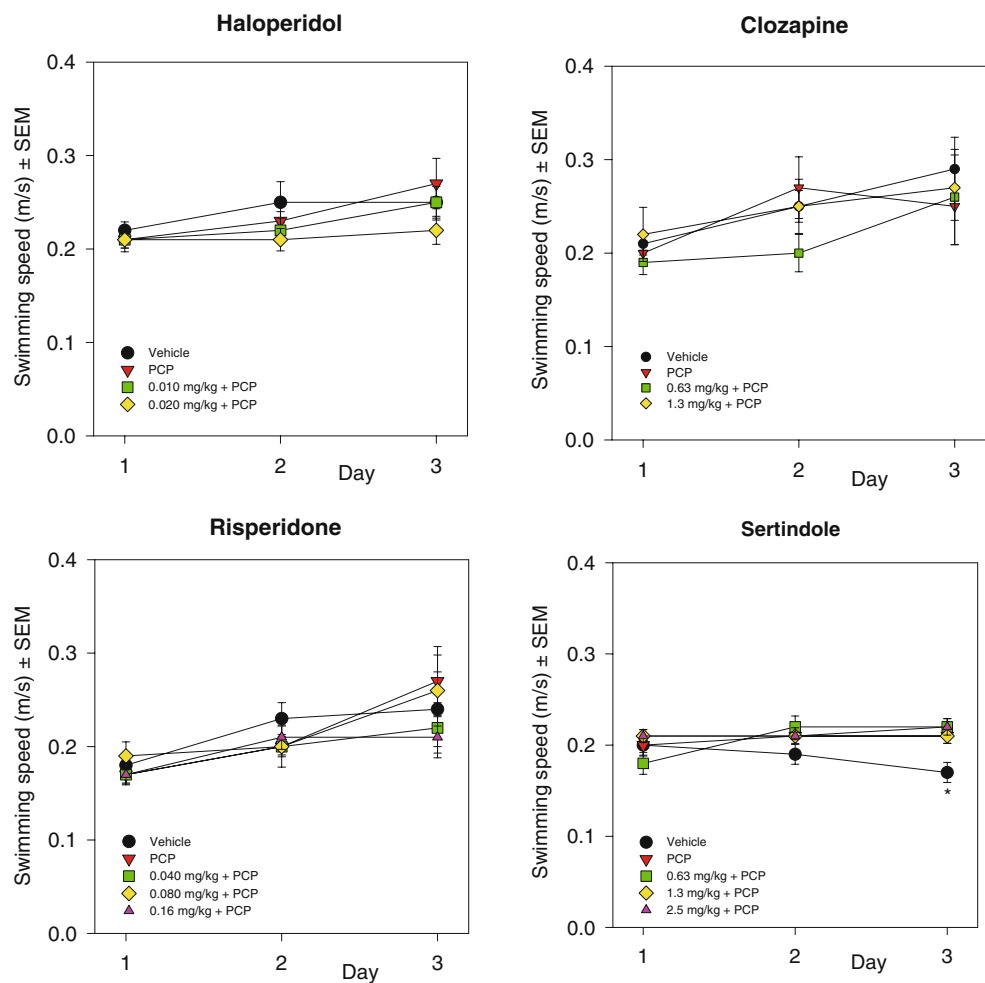 Haloperidol
Swimming speed (m/s) ± SEM
0.4
0.3
0.2
0.1
0.0
Vehicle
PCP
0.010 mg/kg + PCP
0.020 mg/kg + PCP
1
2
3
Day
Clozapine
Swimming speed (m/s) ± SEM
0.4
0.3
0.2
0.1
0.0
Vehicle
PCP
0.63 mg/kg + PCP
1.3 mg/kg + PCP
1
2
3
Day
Risperidone
Swimming speed (m/s) ± SEM
0.4
0.3
0.2
0.1
0.0
Vehicle
PCP
0.040 mg/kg + PCP
0.080 mg/kg + PCP
0.16 mg/kg + PCP
1
2
3
Day
Sertindole
Swimming speed (m/s) ± SEM
0.4
0.3
0.2
0.1
0.0
*
Vehicle
PCP
0.63 mg/kg + PCP
1.3 mg/kg + PCP
2.5 mg/kg + PCP
1
2
3
Day